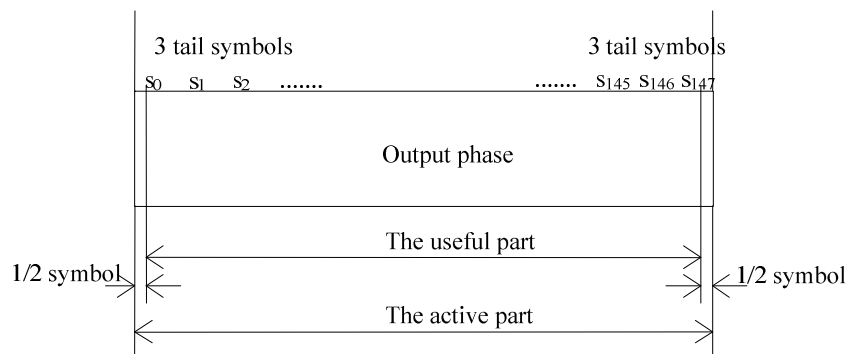 3 tail symbols 3 tail symbols
s0 s1 s2 ....... ....... s145 s146 s147
Output phase
The useful part
1/2 symbol 1/2 symbol
The active part